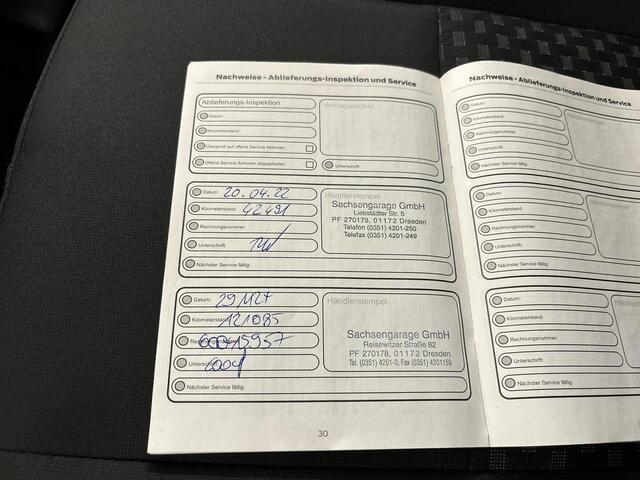 Nachweise - Ablieferungs-Inspektion und Service
Ablieferungs-Inspektion
Datum:
Kilometerstand:
Überprüft auf offene Service Aktionen:
Offene Service Aktionen abgearbeitet:
Vertragspartner
Unterschrift:
Datum: 20.04.22
Kilometerstand: 42491
Rechnungsnummer:
Unterschrift:
Nächster Service fällig:
Händlerstempel
Sachsengarage GmbH
Liebstädter Str. 5
PF 270178, 01172 Dresden
Telefon (0351) 4201-250
Telefax (0351) 4201-249
Datum:
Kilometerstand: 121085
Unterschrift:
Nächster Service fällig:
Händlerstempel
Sachsengarage GmbH
Reisewitzer Straße 82
PF 270178, 01172 Dresden
Tel. (0351) 4201-0, Fax (0351) 4201159
30
Nachweise - Ablieferungs-Inspektion und Service
Datum:
Kilometerstand:
Rechnungsnummer:
Unterschrift:
Nächster Service fällig:
Datum:
Kilometerstand:
Rechnungsnummer:
Unterschrift:
Nächster Service fällig:
Datum:
Kilometerstand:
Rechnungsnummer:
Unterschrift:
Nächster Service fällig: